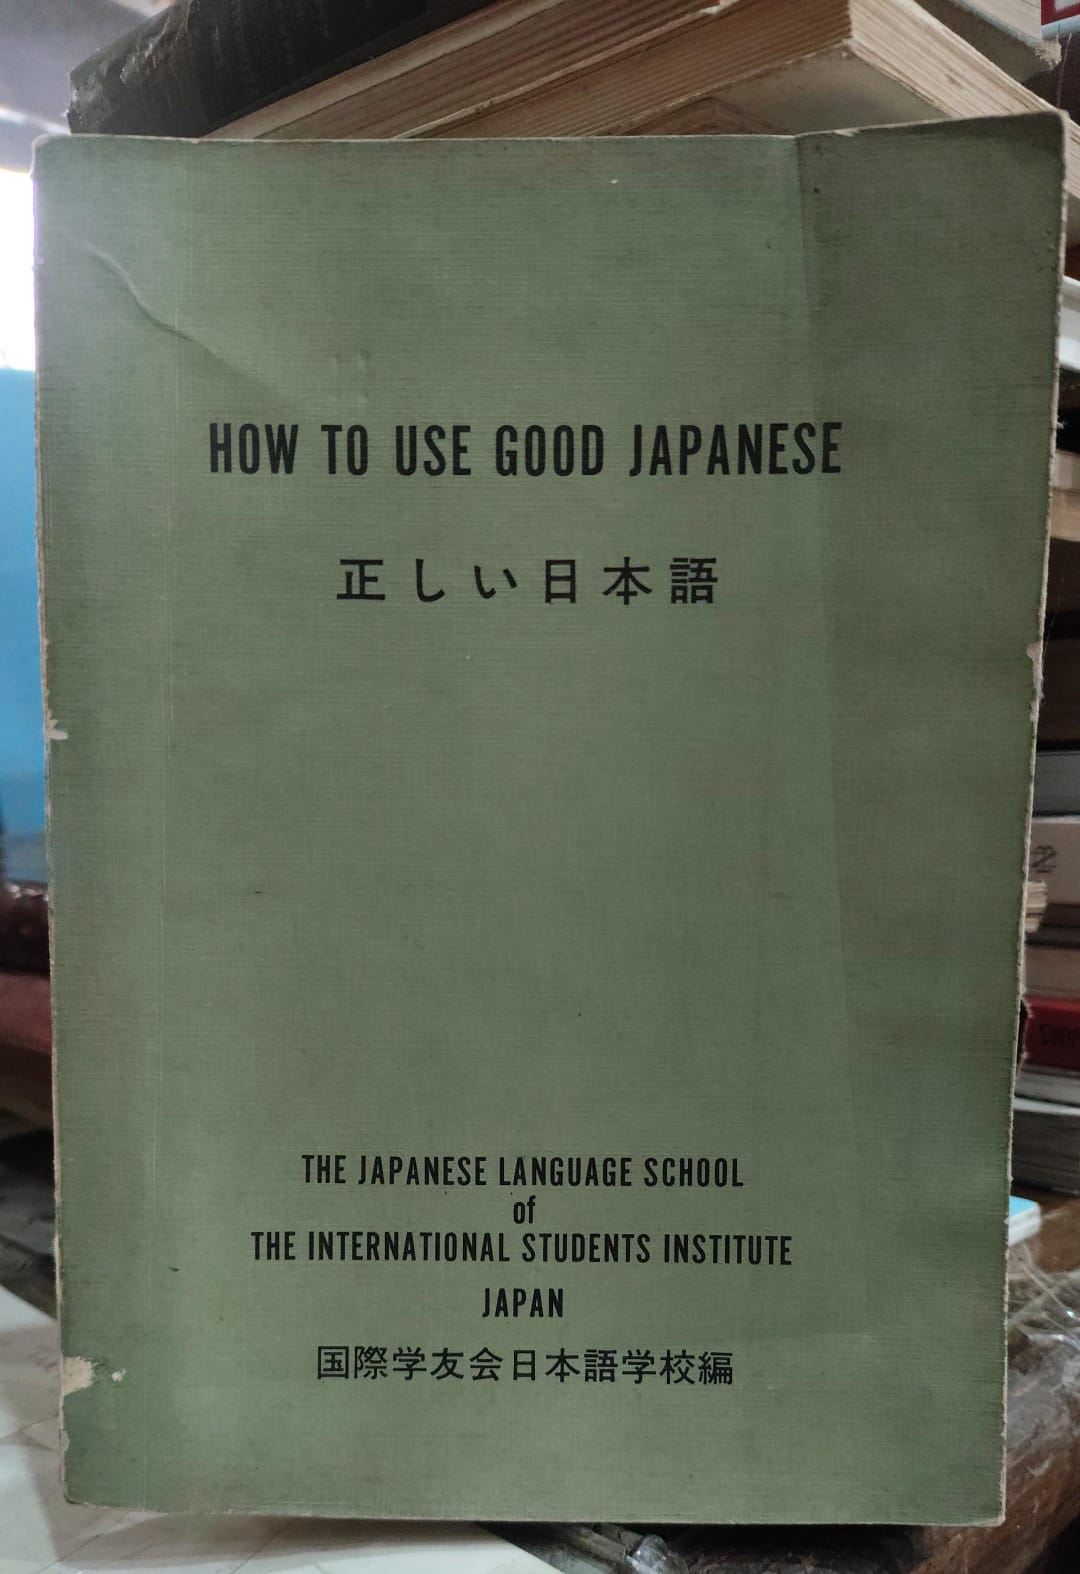 HOW TO USE GOOD JAPANESE
正しい日本語
THE JAPANESE LANGUAGE SCHOOL
of
THE INTERNATIONAL STUDENTS INSTITUTE
JAPAN
国際学友会日本語学校編